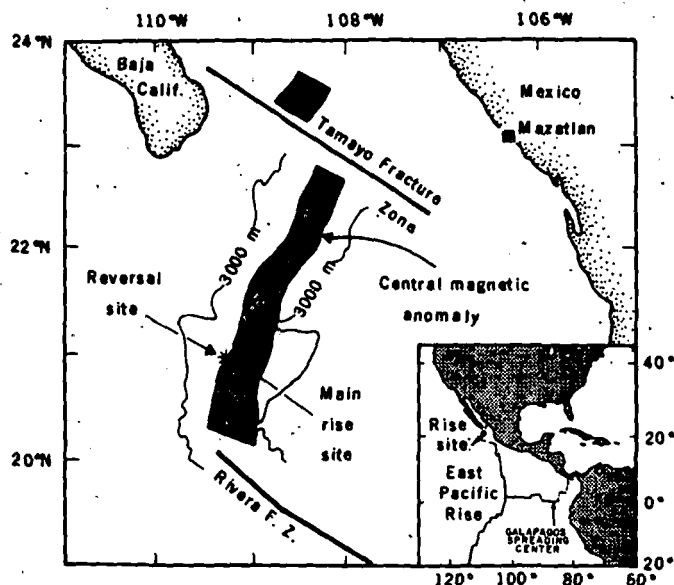 110°W 108°W 106°W
24°N
Baja
Calif.
Mexico
Mazatlan
23°
Tamayo Fracture
Zone
22°N
3000 m
3000 m
Reversal
site
Central magnetic
anomaly
21°
Main
rise
site
20°N
Rivera F. Z.
40°
Rise
site
20°
East
Pacific
Rise
0°
GALAPAGOS
SPREADING
CENTER
20°
120° 100° 80° 60°